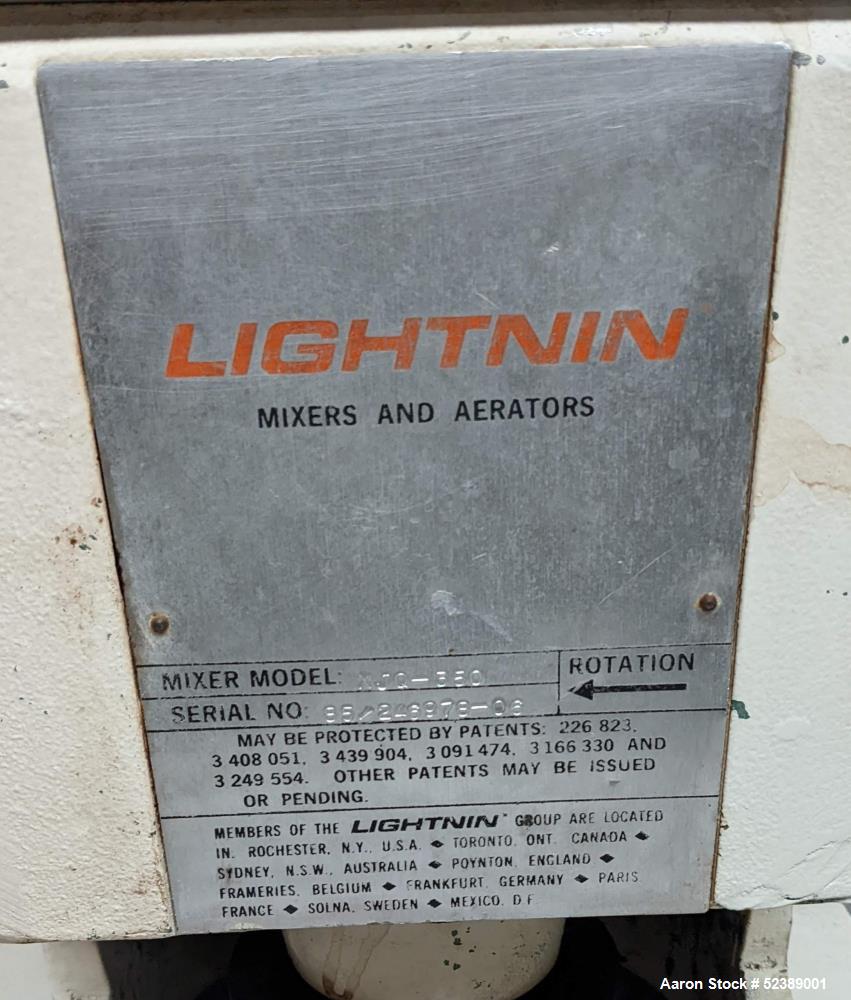 LIGHTNIN
MIXERS AND AERATORS
MIXER MODEL: XJQ-350
ROTATION
SERIAL NO:
MAY BE PROTECTED BY PATENTS: 226 823,
3 408 051, 3 439 904, 3 091 474, 3 166 330 AND
3 249 554. OTHER PATENTS MAY BE ISSUED
OR PENDING.
MEMBERS OF THE LIGHTNIN GROUP ARE LOCATED
IN: ROCHESTER, N.Y., U.S.A. ◆ TORONTO, ONT. CANADA ◆
SYDNEY, N.S.W., AUSTRALIA ◆ POYNTON, ENGLAND ◆
FRAMERIES, BELGIUM ◆ FRANKFURT, GERMANY ◆ PARIS
FRANCE ◆ SOLNA, SWEDEN ◆ MEXICO, D.F.
Aaron Stock # 52389001